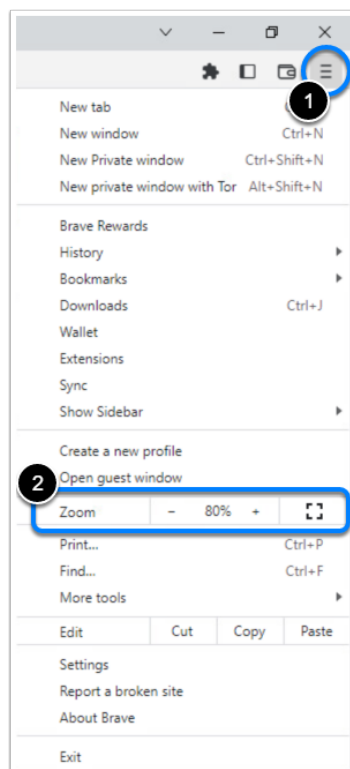 1
New tab
New window Ctrl+N
New Private window Ctrl+Shift+N
New private window with Tor Alt+Shift+N
Brave Rewards
History
Bookmarks
Downloads Ctrl+J
Wallet
Extensions
Sync
Show Sidebar
Create a new profile
2
Open guest window
Zoom - 80% +
Print... Ctrl+P
Find... Ctrl+F
More tools
Edit Cut Copy Paste
Settings
Report a broken site
About Brave
Exit